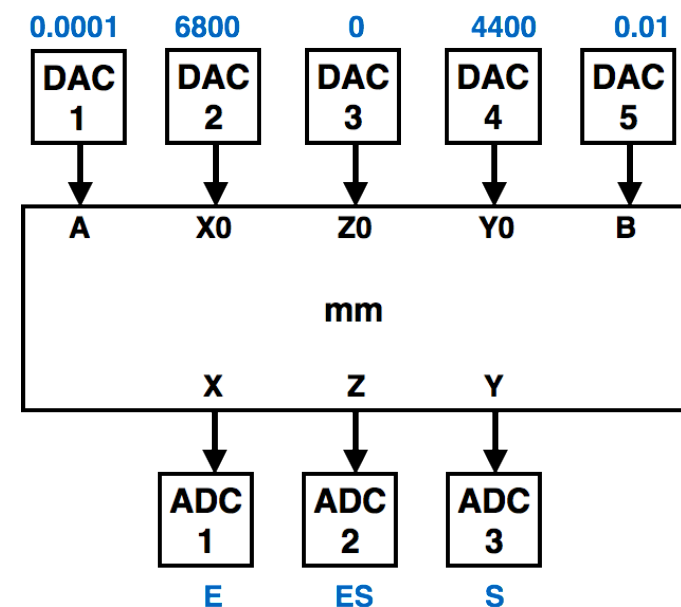 0.0001 6800 0 4400 0.01
DAC DAC DAC DAC DAC
1 2 3 4 5
A X0 Z0 Y0 B
mm
X Z Y
ADC ADC ADC
1 2 3
E ES S